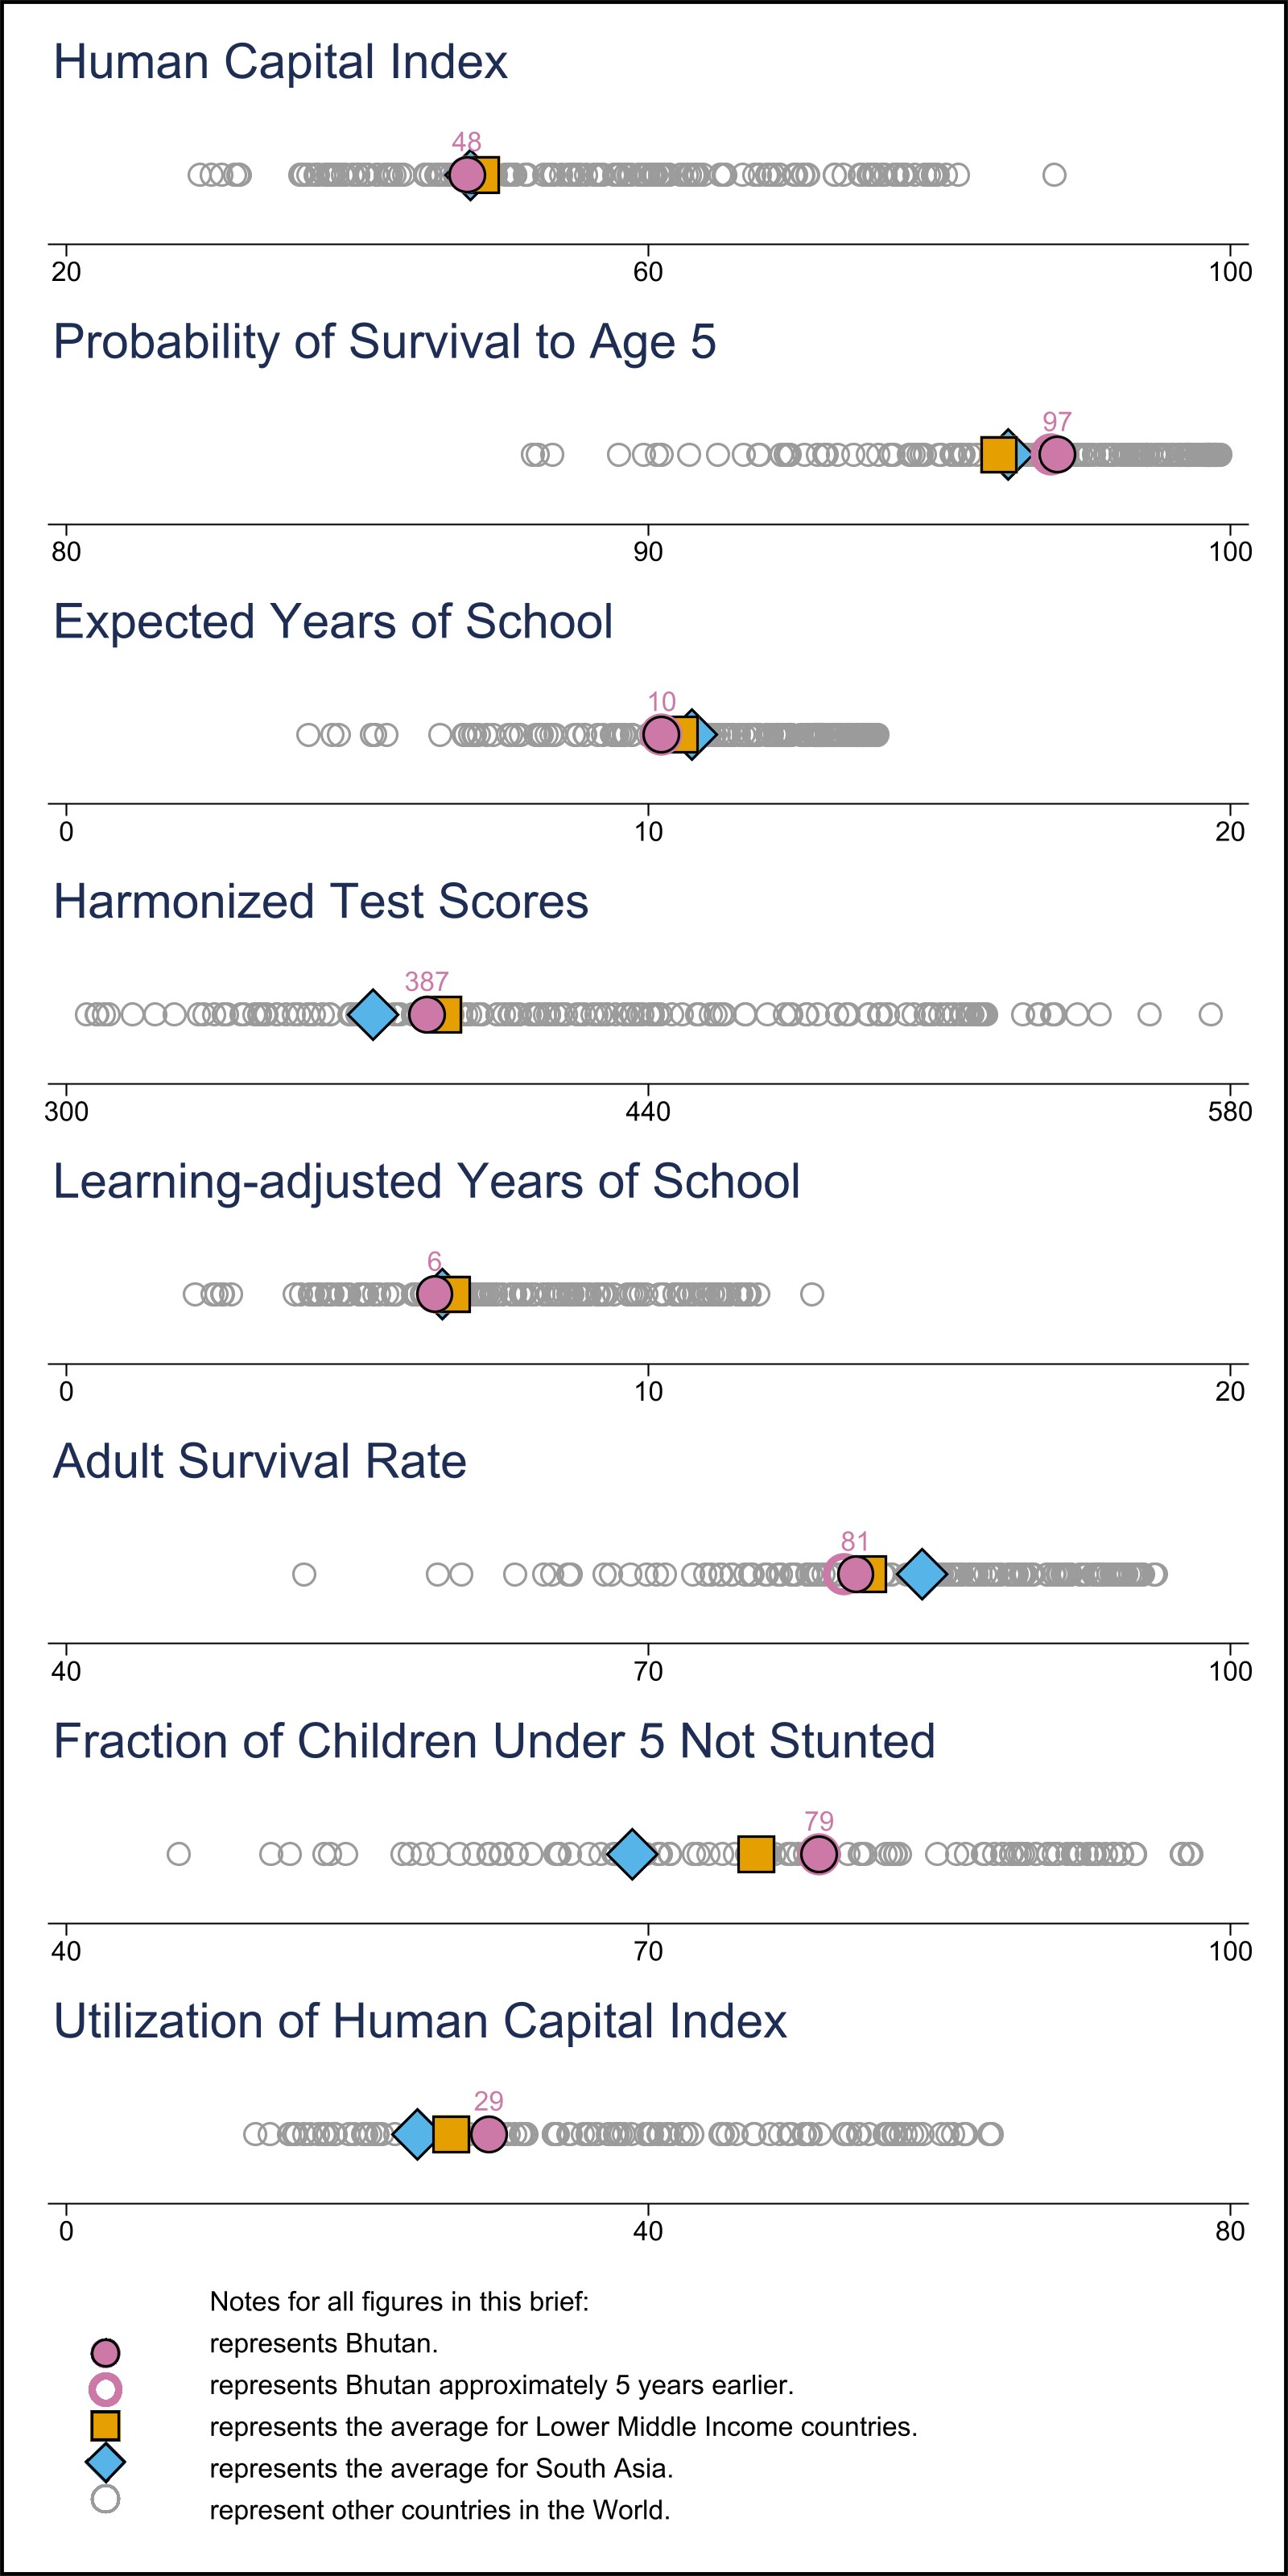 Human Capital Index
48
20 60 100
Probability of Survival to Age 5
97
80 90 100
Expected Years of School
10
0 10 20
Harmonized Test Scores
387
300 440 580
Learning-adjusted Years of School
6
0 10 20
Adult Survival Rate
81
40 70 100
Fraction of Children Under 5 Not Stunted
79
40 70 100
Utilization of Human Capital Index
29
0 40 80
Notes for all figures in this brief:
represents Bhutan.
represents Bhutan approximately 5 years earlier.
represents the average for Lower Middle Income countries.
represents the average for South Asia.
represent other countries in the World.